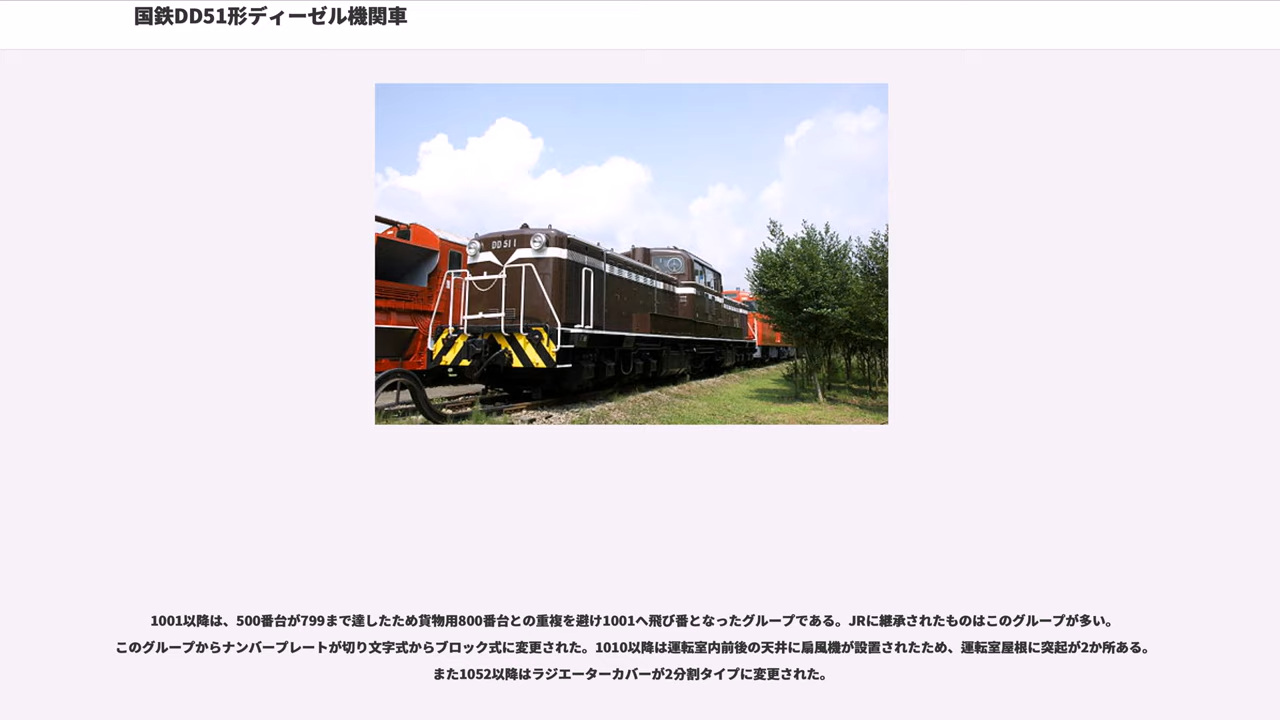 国鉄DD51形ディーゼル機関車
DD 51 1
1001以降は、500番台が799まで達したため貨物用800番台との重複を避け1001へ飛び番となったグループである。JRに継承されたものはこのグループが多い。
このグループからナンバープレートが切り文字式からブロック式に変更された。1010以降は運転室内前後の天井に扇風機が設置されたため、運転室屋根に突起が2か所ある。
また1052以降はラジエーターカバーが2分割タイプに変更された。